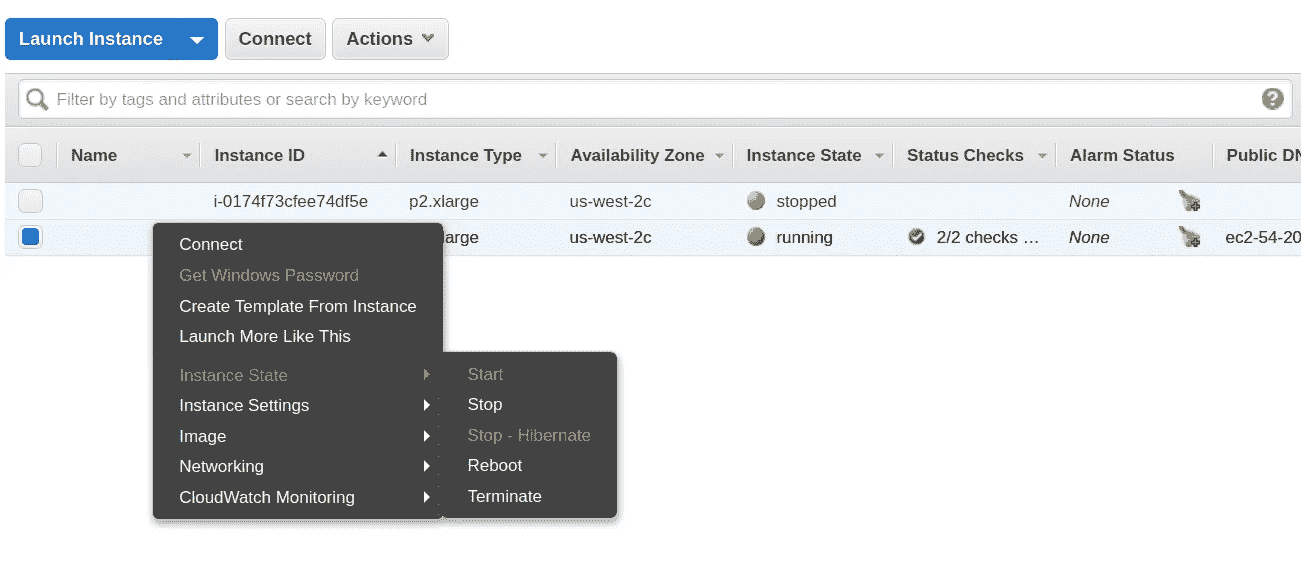 Launch Instance Connect Actions
Filter by tags and attributes or search by keyword
Name Instance ID Instance Type Availability Zone Instance State Status Checks Alarm Status Public DN
i-0174f73cfee74df5e p2.xlarge us-west-2c stopped None
large us-west-2c running 2/2 checks … None ec2-54-20
Connect
Get Windows Password
Create Template From Instance
Launch More Like This
Instance State
Instance Settings
Image
Networking
CloudWatch Monitoring
Start
Stop
Stop - Hibernate
Reboot
Terminate